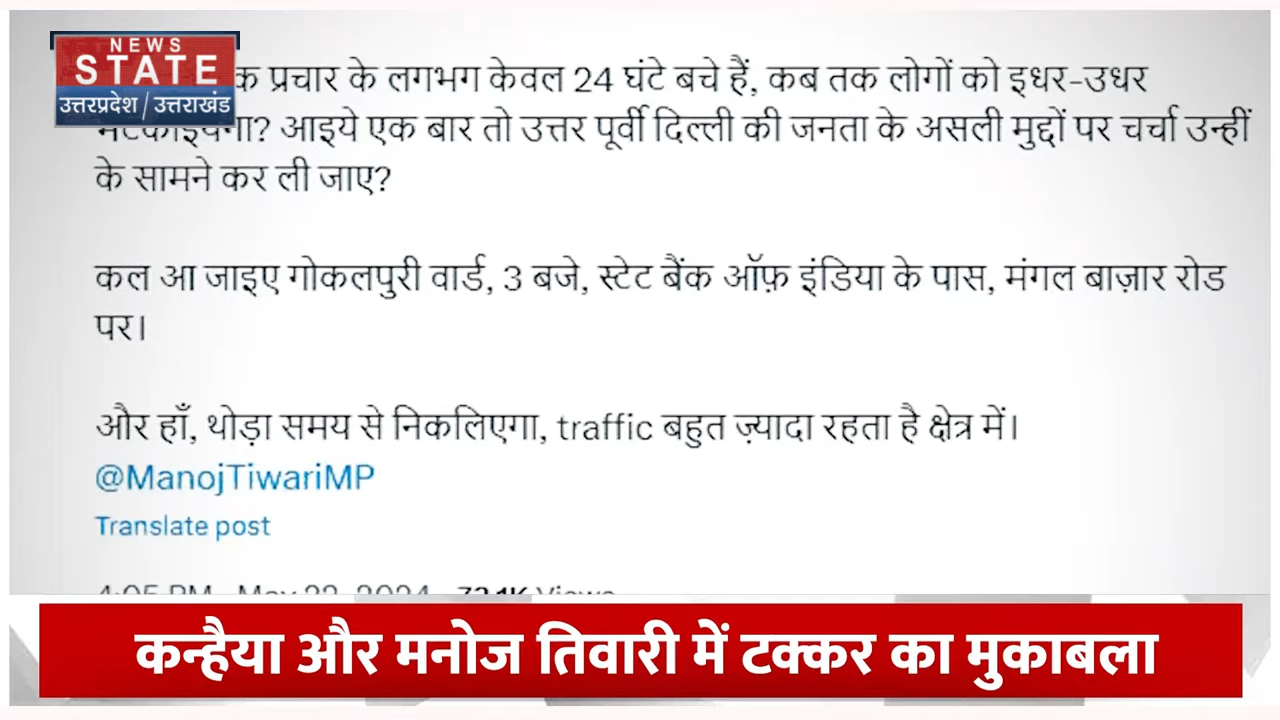 NEWS
STATE
उत्तरप्रदेश / उत्तराखंड
प्रचार के लगभग केवल 24 घंटे बचे हैं, कब तक लोगों को इधर-उधर
आइये एक बार तो उत्तर पूर्वी दिल्ली की जनता के असली मुद्दों पर चर्चा उन्हीं
के सामने कर ली जाए?
कल आ जाइए गोकलपुरी वार्ड, 3 बजे, स्टेट बैंक ऑफ़ इंडिया के पास, मंगल बाज़ार रोड
पर।
और हाँ, थोड़ा समय से निकलिएगा, traffic बहुत ज़्यादा रहता है क्षेत्र में।
@ManojTiwariMP
Translate post
कन्हैया और मनोज तिवारी में टक्कर का मुकाबला